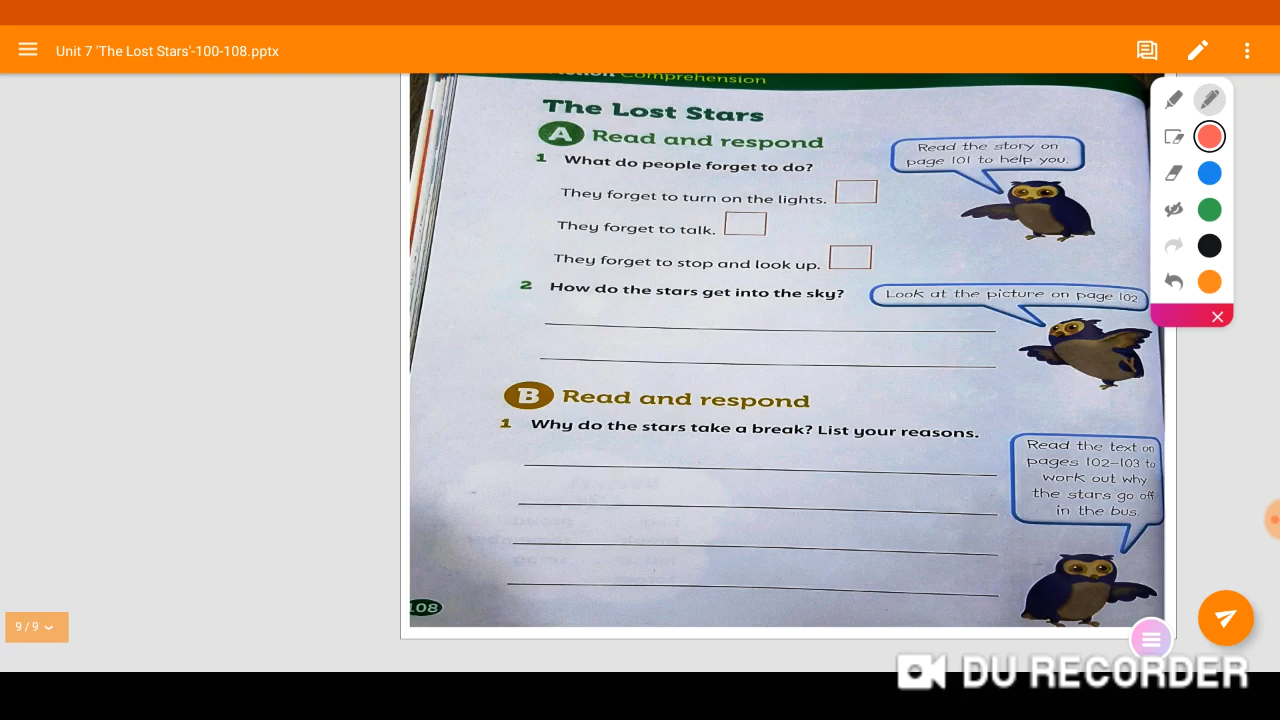 Unit 7 'The Lost Stars'-100-108.pptx
Comprehension
The Lost Stars
A Read and respond
Read the story on
page 101 to help you.
1 What do people forget to do?
They forget to turn on the lights.
They forget to talk.
They forget to stop and look up.
2 How do the stars get into the sky?
Look at the picture on page 102.
B Read and respond
1 Why do the stars take a break? List your reasons.
Read the text on
pages 102–103 to
work out why
the stars go off
in the bus.
108
9 / 9
DU RECORDER